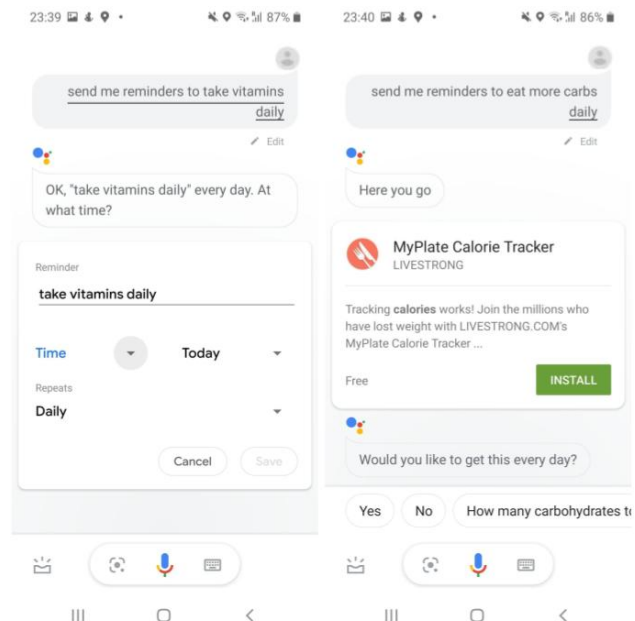 23:39
87%
send me reminders to take vitamins
daily
Edit
OK, "take vitamins daily" every day. At
what time?
Reminder
take vitamins daily
Time
Today
Repeats
Daily
Cancel
Save
23:40
86%
send me reminders to eat more carbs
daily
Edit
Here you go
MyPlate Calorie Tracker
LIVESTRONG
Tracking calories works! Join the millions who
have lost weight with LIVESTRONG.COM's
MyPlate Calorie Tracker ...
Free
INSTALL
Would you like to get this every day?
Yes
No
How many carbohydrates to